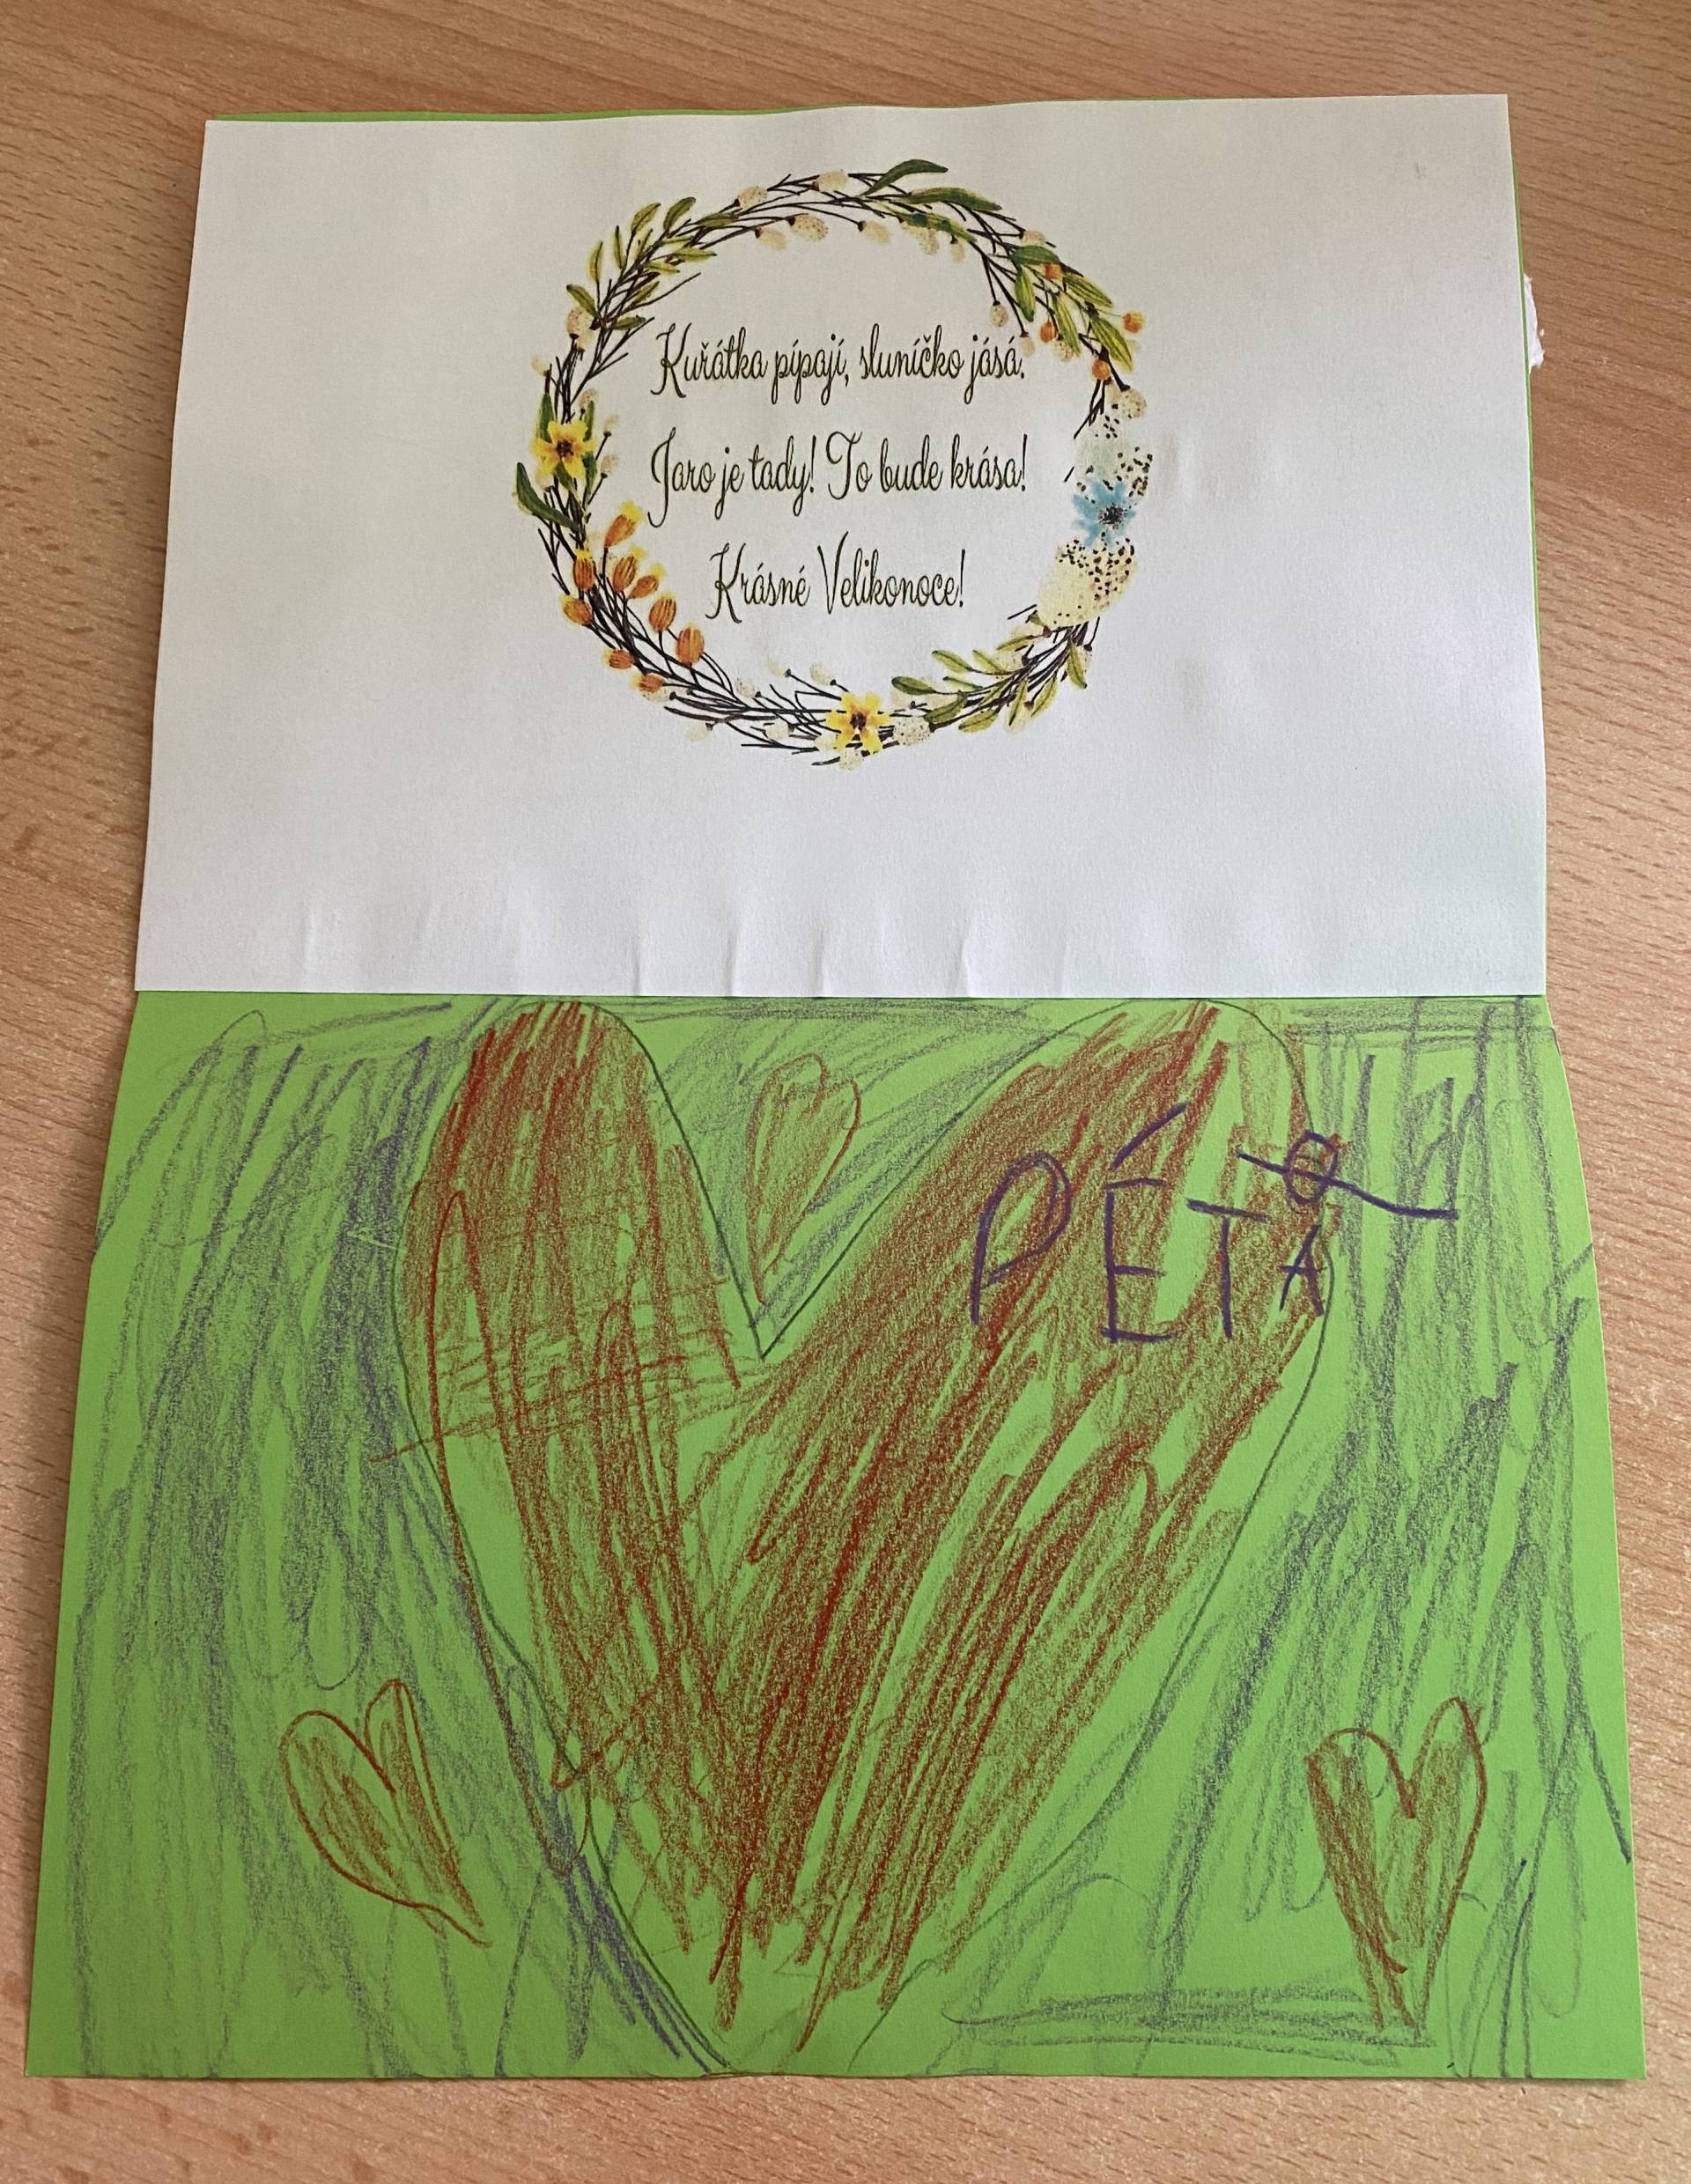 Kuřátka pípají, sluníčko jásá.
Jaro je tady! To bude krása!
Krásné Velikonoce!
PÉTA